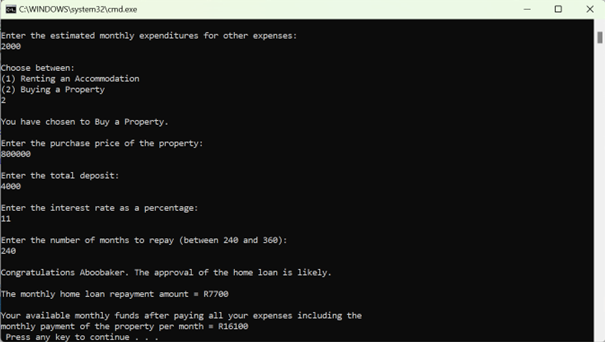 C:\WINDOWS\system32\cmd.exe
Enter the estimated monthly expenditures for other expenses:
2000
Choose between:
(1) Renting an Accommodation
(2) Buying a Property
2
You have chosen to Buy a Property.
Enter the purchase price of the property:
800000
Enter the total deposit:
4000
Enter the interest rate as a percentage:
11
Enter the number of months to repay (between 240 and 360):
240
Congratulations Aboobaker. The approval of the home loan is likely.
The monthly home loan repayment amount = R7700
Your available monthly funds after paying all your expenses including the
monthly payment of the property per month = R16100
Press any key to continue . . .